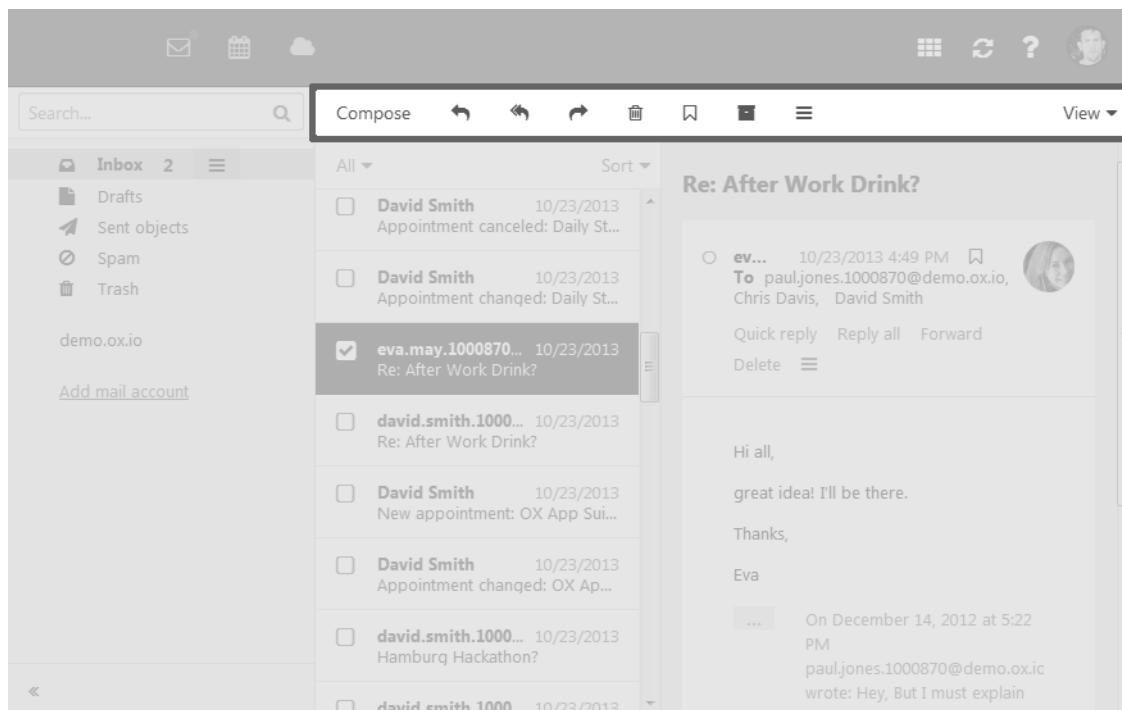 Search...
Compose
View
Inbox 2
Drafts
Sent objects
Spam
Trash
demo.ox.io
Add mail account
All
Sort
David Smith 10/23/2013
Appointment canceled: Daily St...
David Smith 10/23/2013
Appointment changed: Daily St...
eva.may.1000870... 10/23/2013
Re: After Work Drink?
david.smith.1000... 10/23/2013
Re: After Work Drink?
David Smith 10/23/2013
New appointment: OX App Sui...
David Smith 10/23/2013
Appointment changed: OX Ap...
david.smith.1000... 10/23/2013
Hamburg Hackathon?
david.smith.1000... 10/23/2013
Re: After Work Drink?
ev... 10/23/2013 4:49 PM
To paul.jones.1000870@demo.ox.io,
Chris Davis, David Smith
Quick reply Reply all Forward
Delete
Hi all,
great idea! I'll be there.
Thanks,
Eva
... On December 14, 2012 at 5:22
PM
paul.jones.1000870@demo.ox.ic
wrote: Hey, But I must explain